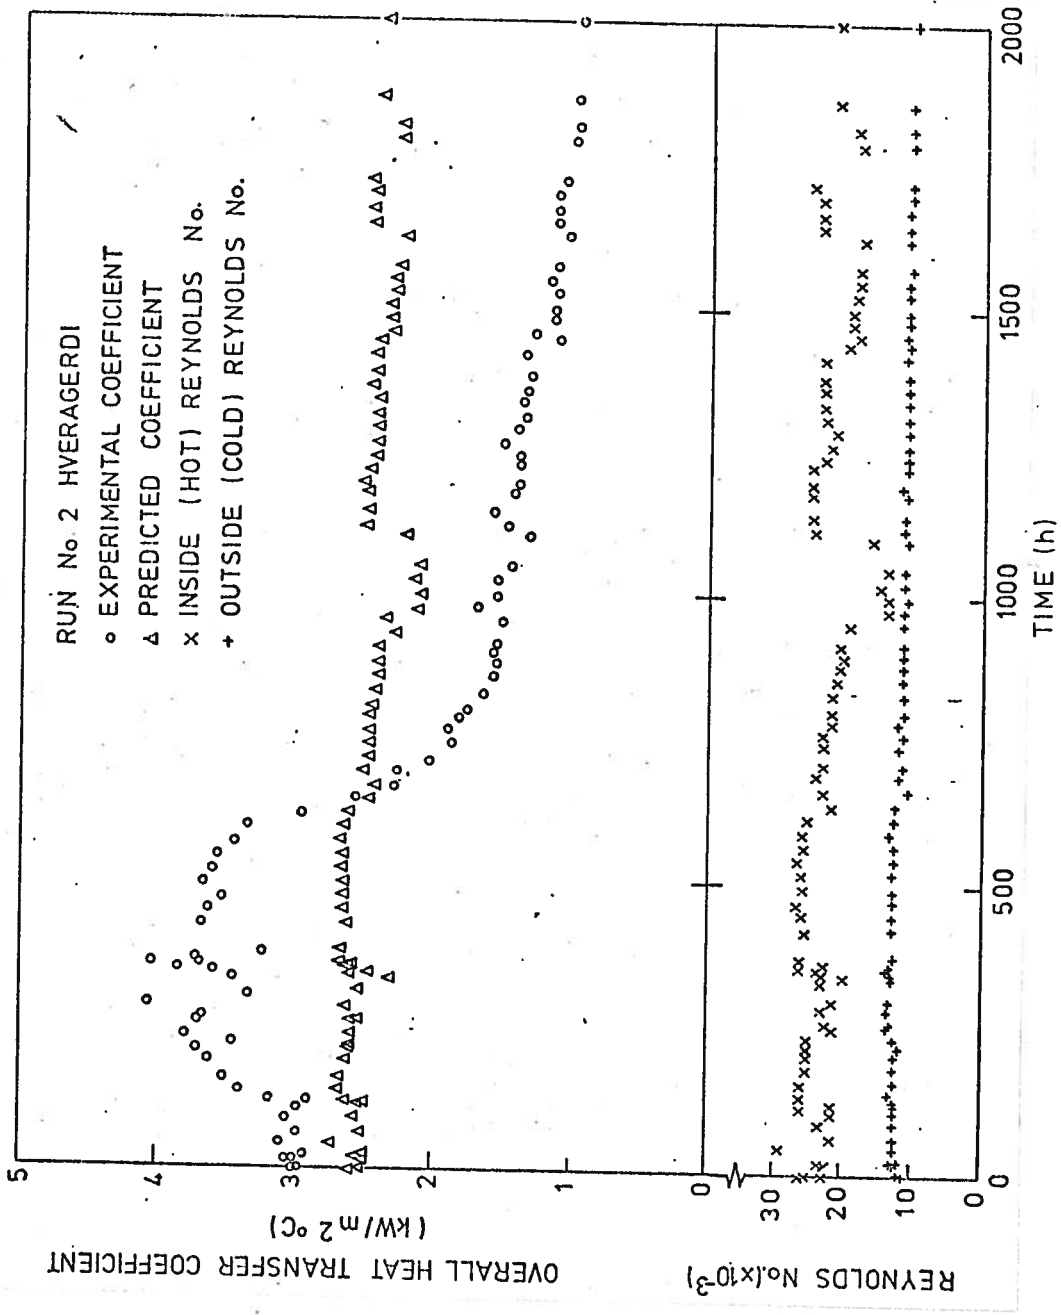 RUN No. 2 HVERAGERDI
o EXPERIMENTAL COEFFICIENT
Δ PREDICTED COEFFICIENT
x INSIDE (HOT) REYNOLDS No.
+ OUTSIDE (COLD) REYNOLDS No.
OVERALL HEAT TRANSFER COEFFICIENT
(kW/m2 °C)
5
4
3
2
1
0
REYNOLDS No.(x10-3)
30
20
10
0
0
500
1000
1500
2000
TIME (h)